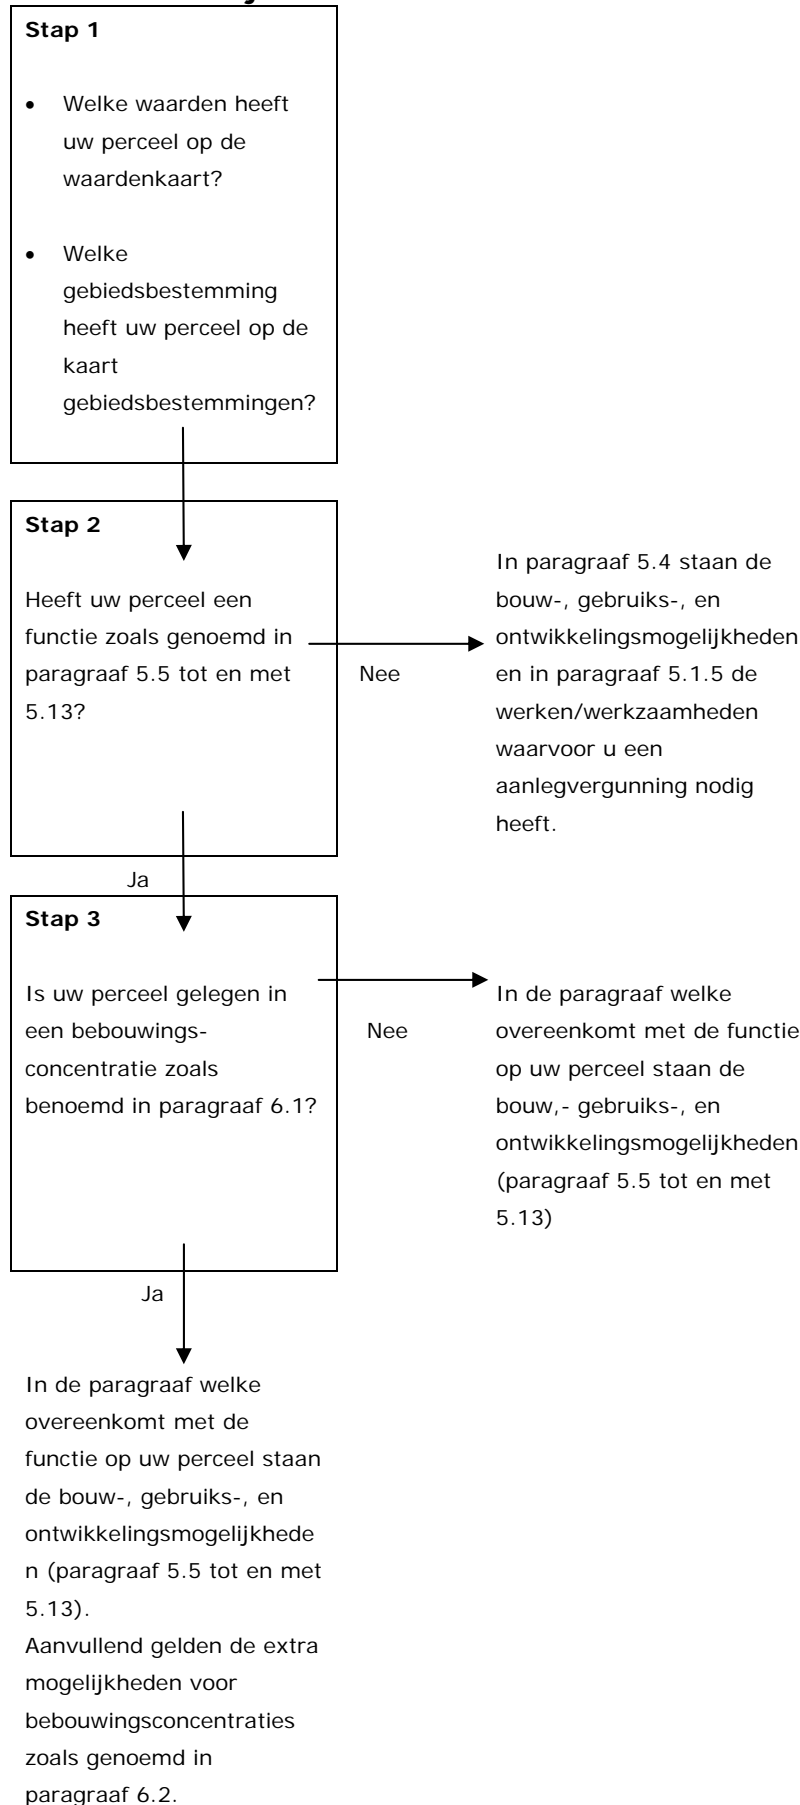 Stap 1
• Welke waarden heeft
uw perceel op de
waardenkaart?
• Welke
gebiedsbestemming
heeft uw perceel op de
kaart
gebiedsbestemmingen?
Stap 2
Heeft uw perceel een
functie zoals genoemd in
paragraaf 5.5 tot en met
5.13?
Nee
In paragraaf 5.4 staan de
bouw-, gebruiks-, en
ontwikkelingsmogelijkheden
en in paragraaf 5.1.5 de
werken/werkzaamheden
waarvoor u een
aanlegvergunning nodig
heeft.
Ja
Stap 3
Is uw perceel gelegen in
een bebouwings-
concentratie zoals
benoemd in paragraaf 6.1?
Nee
In de paragraaf welke
overeenkomt met de functie
op uw perceel staan de
bouw,- gebruiks-, en
ontwikkelingsmogelijkheden
(paragraaf 5.5 tot en met
5.13)
Ja
In de paragraaf welke
overeenkomt met de
functie op uw perceel staan
de bouw-, gebruiks-, en
ontwikkelingsmogelijkhede
n (paragraaf 5.5 tot en met
5.13).
Aanvullend gelden de extra
mogelijkheden voor
bebouwingsconcentraties
zoals genoemd in
paragraaf 6.2.